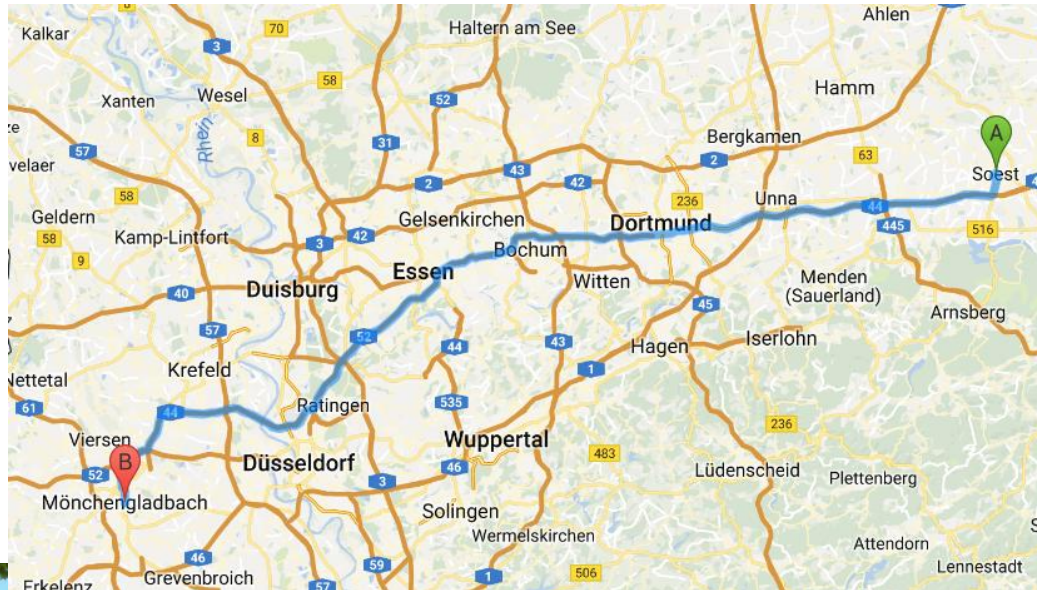 8
Kalkar
3
70
Haltern am See
Ahlen
58
Xanten
Wesel
52
Hamm
ze
Rhein
8
31
Bergkamen
A
57
velaer
2
63
43
Soest
58
2
42
Unna
4
Geldern
Gelsenkirchen
236
44
58
Kamp-Lintfort
42
Dortmund
445
516
3
Bochum
9
Essen
Witten
Menden
(Sauerland)
40
Duisburg
45
Arnsberg
57
52
44
43
Iserlohn
Krefeld
Hagen
Nettetal
1
61
44
Ratingen
535
236
Viersen
B
Wuppertal
483
52
Düsseldorf
46
Lüdenscheid
3
Plettenberg
Mönchengladbach
Solingen
Wermelskirchen
S
46
59
Attendorn
Erkelenz
Grevenbroich
57
1
506
Lennestadt